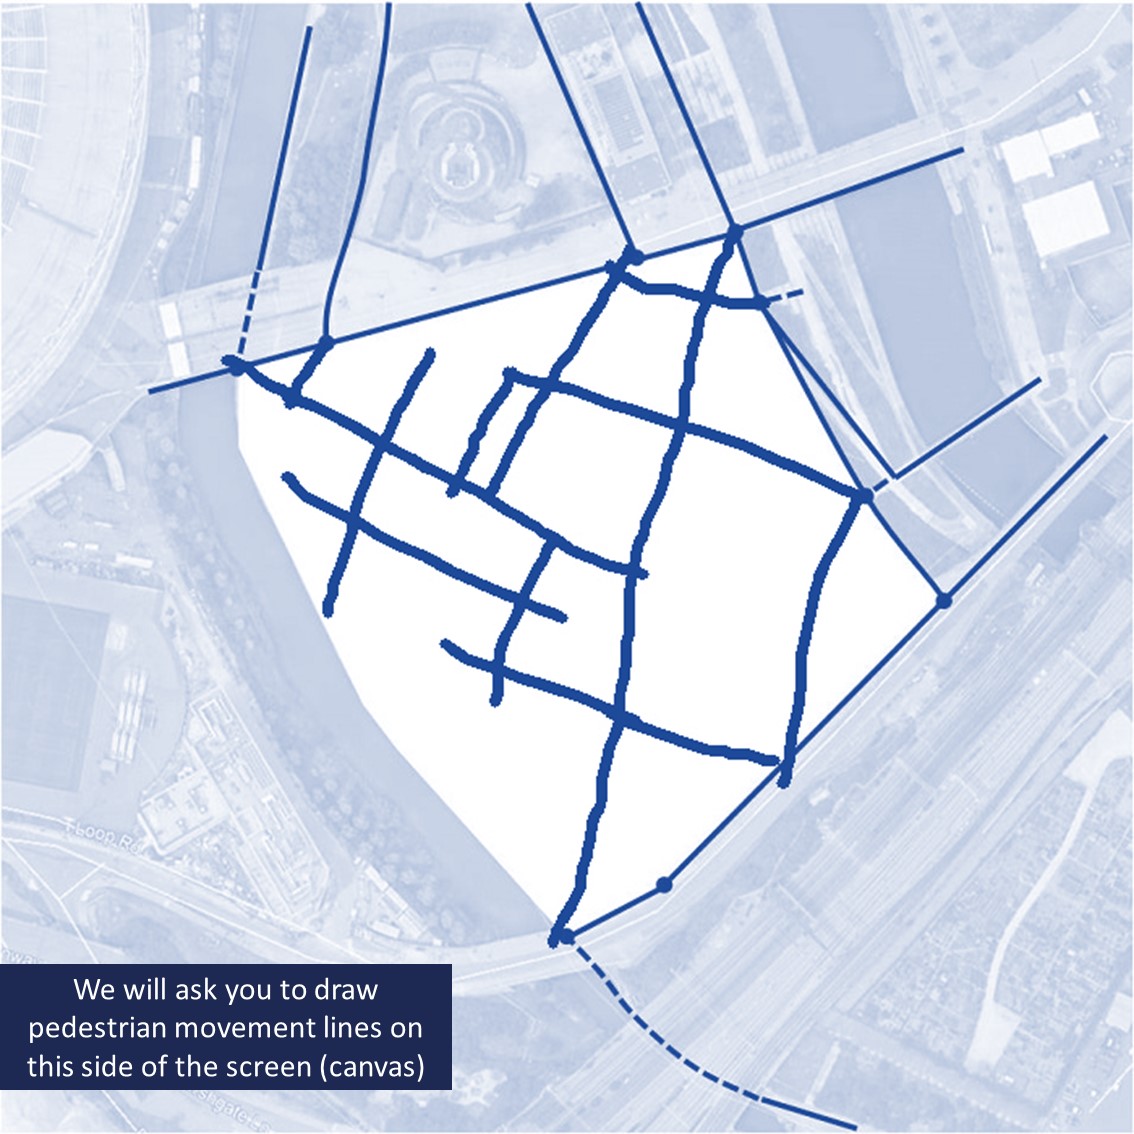 T Loop Rd
We will ask you to draw
pedestrian movement lines on
this side of the screen (canvas)